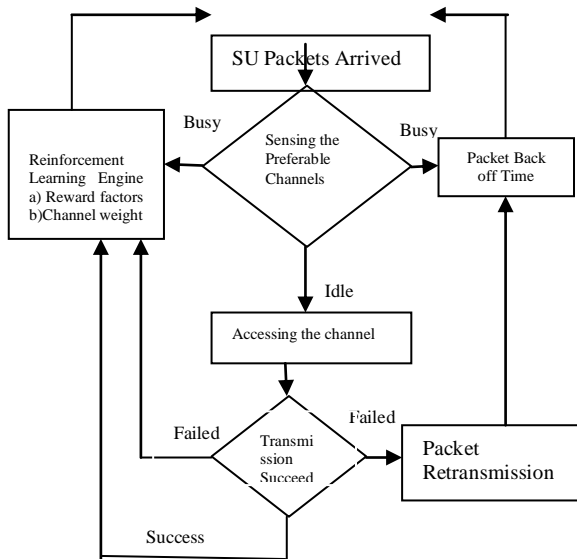 SU Packets Arrived
Busy
Busy
Sensing the
Preferable
Channels
Reinforcement
Learning Engine
a) Reward factors
b)Channel weight
Packet Back
off Time
Idle
Accessing the channel
Failed
Failed
Transmi
ission
Succeed
Packet
Retransmission
Success